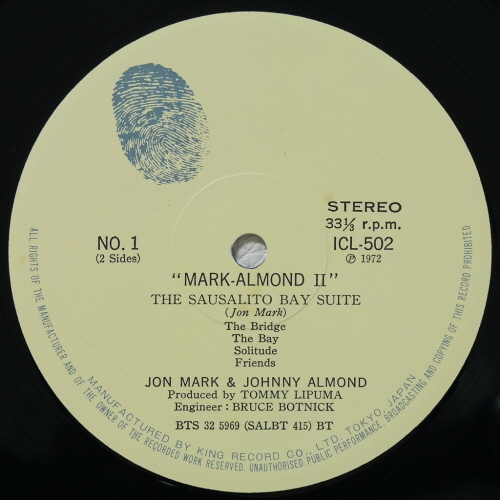 STEREO
33⅓ r.p.m.
NO. 1
ICL-502
(2 Sides)
℗ 1972
"MARK-ALMOND II"
THE SAUSALITO BAY SUITE
(Jon Mark)
The Bridge
The Bay
Solitude
Friends
JON MARK & JOHNNY ALMOND
Produced by TOMMY LIPUMA
Engineer : BRUCE BOTNICK
BTS 32 5969 (SALBT 415) BT
MANUFACTURED BY KING RECORD CO., LTD. TOKYO, JAPAN
ALL RIGHTS OF THE MANUFACTURER AND OF THE OWNER OF THE RECORDED WORK RESERVED. UNAUTHORISED PUBLIC PERFORMANCE BROADCASTING AND COPYING OF THIS RECORD PROHIBITED